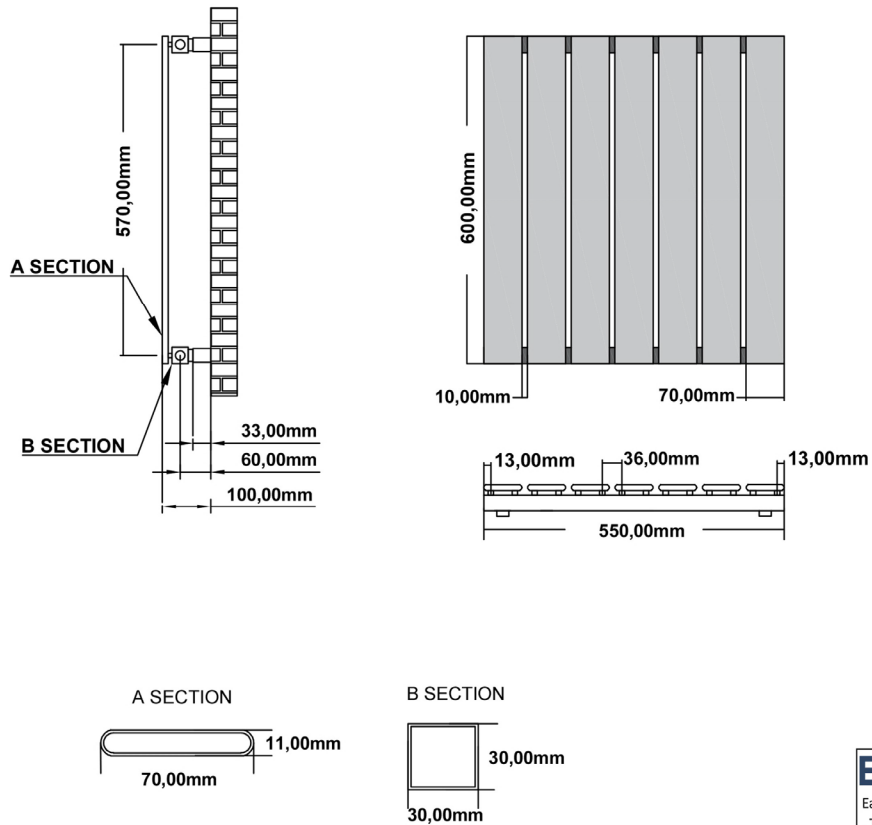 570,00mm
A SECTION
B SECTION
33,00mm
60,00mm
100,00mm
600,00mm
10,00mm
70,00mm
13,00mm
36,00mm
13,00mm
550,00mm
A SECTION
11,00mm
70,00mm
B SECTION
30,00mm
30,00mm